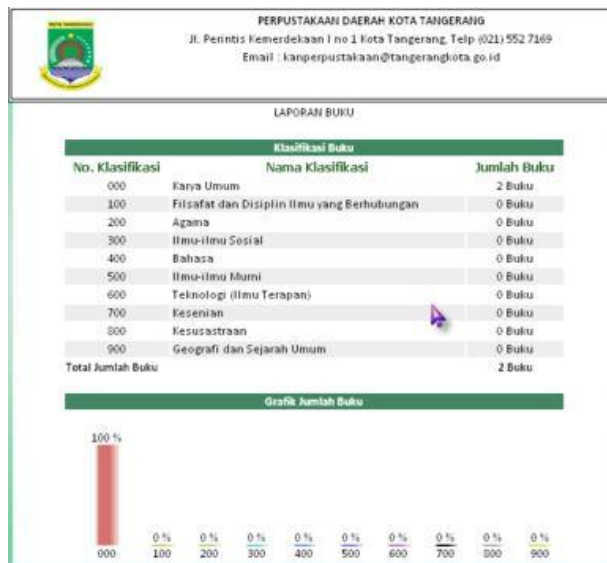 PERPUSTAKAAN DAERAH KOTA TANGERANG
Jl. Perintis Kemerdekaan I no 1 Kota Tangerang, Telp (021) 552 7169
Email : kanperpustakaan@tangerangkota.go.id
LAPORAN BUKU
Klasifikasi Buku
No. Klasifikasi Nama Klasifikasi Jumlah Buku
000 Karya Umum 2 Buku
100 Filsafat dan Disiplin Ilmu yang Berhubungan 0 Buku
200 Agama 0 Buku
300 Ilmu-ilmu Sosial 0 Buku
400 Bahasa 0 Buku
500 Ilmu-ilmu Murni 0 Buku
600 Teknologi (Ilmu Terapan) 0 Buku
700 Kesenian 0 Buku
800 Kesusastraan 0 Buku
900 Geografi dan Sejarah Umum 0 Buku
Total Jumlah Buku 2 Buku
Grafik Jumlah Buku
100 %
0 % 0 % 0 % 0 % 0 % 0 % 0 % 0 % 0 %
000 100 200 300 400 500 600 700 800 900